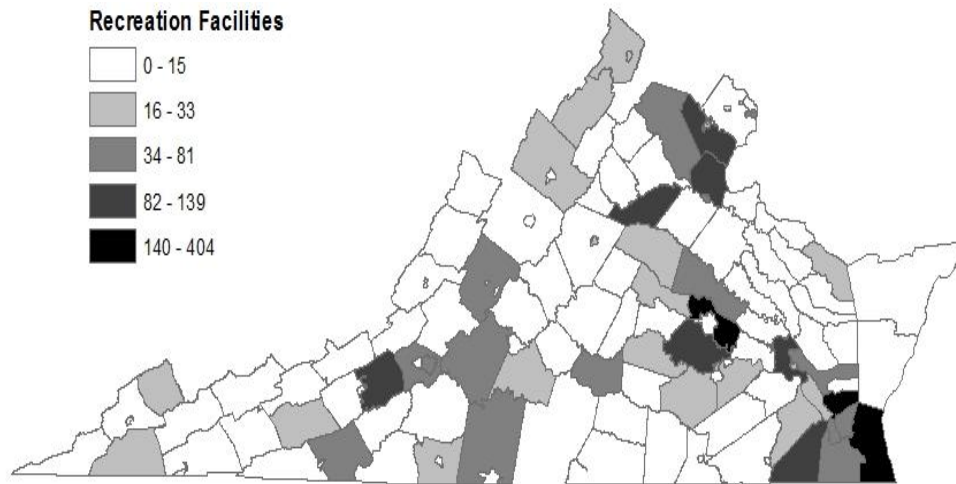 Recreation Facilities
0 - 15
16 - 33
34 - 81
82 - 139
140 - 404